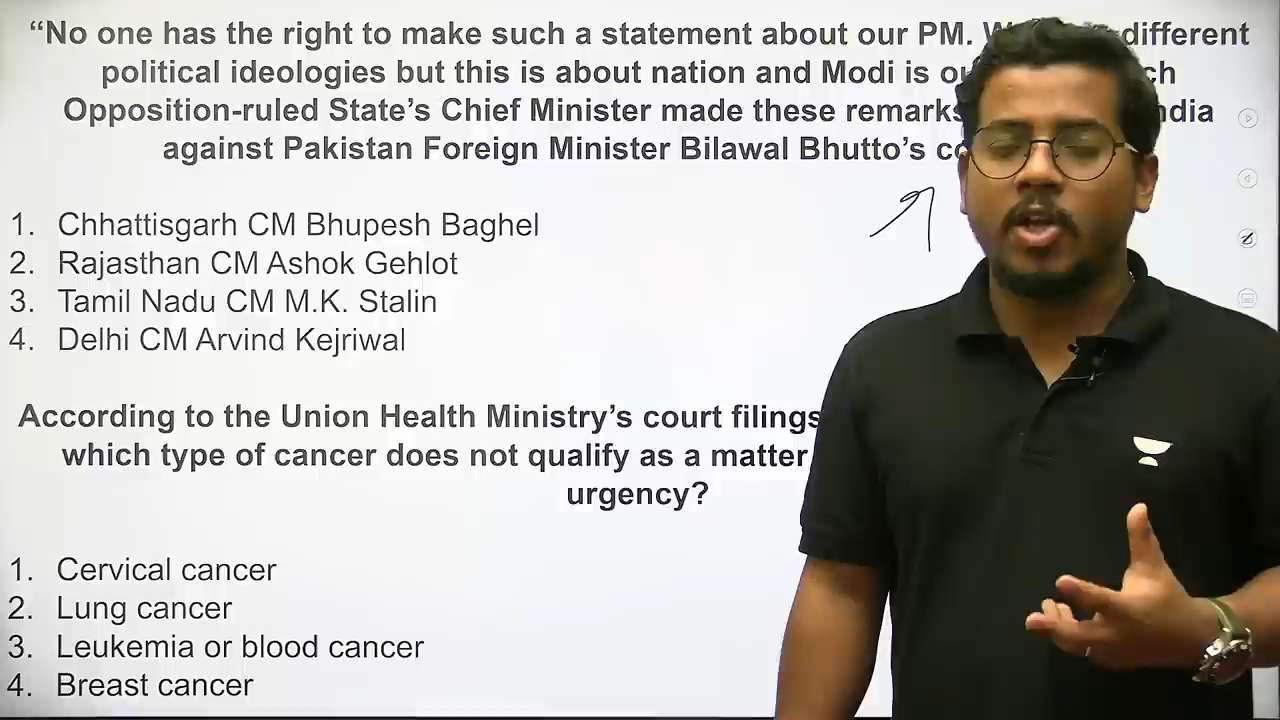 “No one has the right to make such a statement about our PM. different
political ideologies but this is about nation and Modi is
Opposition-ruled State’s Chief Minister made these remarks
against Pakistan Foreign Minister Bilawal Bhutto’s
1. Chhattisgarh CM Bhupesh Baghel
2. Rajasthan CM Ashok Gehlot
3. Tamil Nadu CM M.K. Stalin
4. Delhi CM Arvind Kejriwal
According to the Union Health Ministry’s court filings
which type of cancer does not qualify as a matter
urgency?
1. Cervical cancer
2. Lung cancer
3. Leukemia or blood cancer
4. Breast cancer